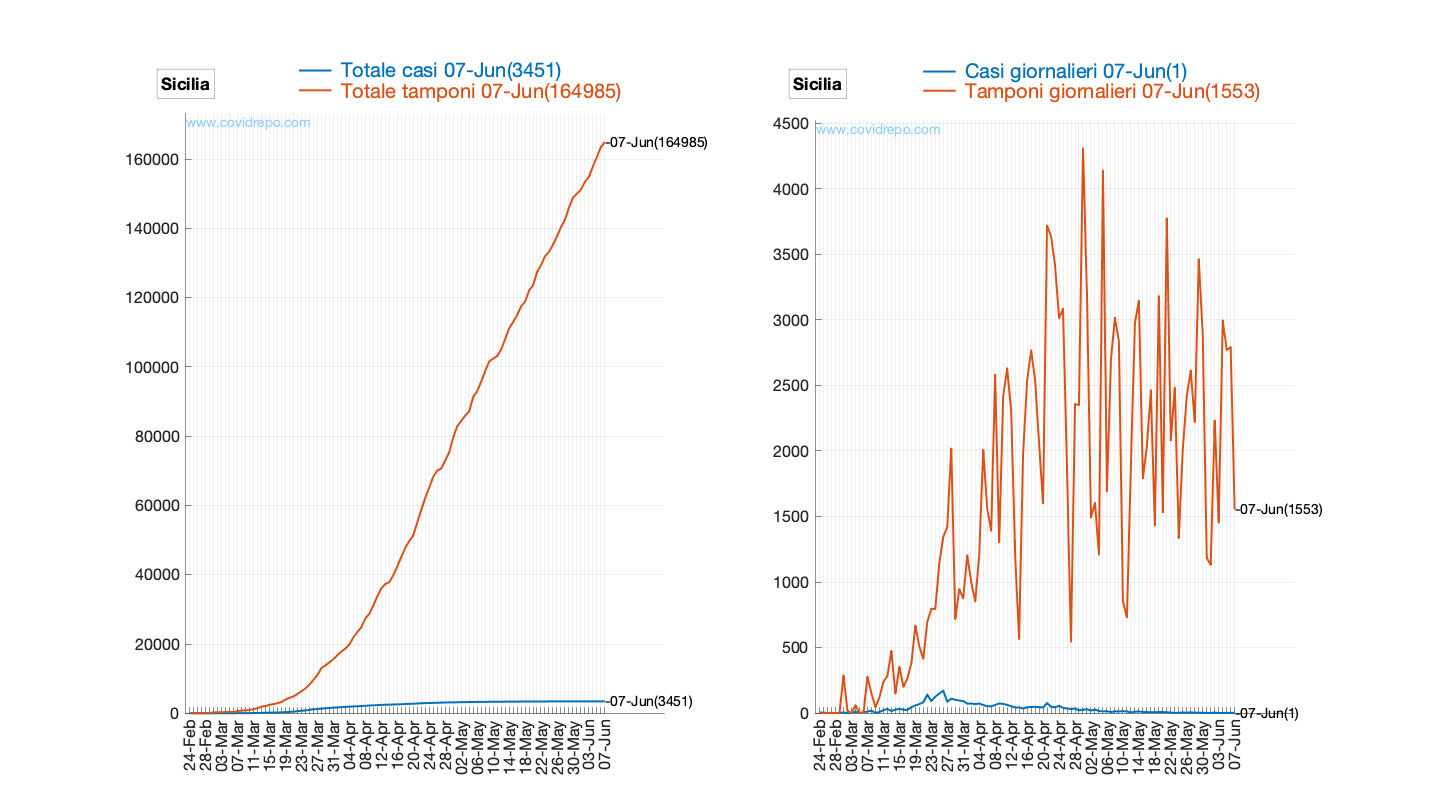 Sicilia
Totale casi 07-Jun(3451)
Totale tamponi 07-Jun(164985)
www.covidrepo.com
160000
140000
120000
100000
80000
60000
40000
20000
0
07-Jun(164985)
07-Jun(3451)
24-Feb
28-Feb
03-Mar
07-Mar
11-Mar
15-Mar
19-Mar
23-Mar
27-Mar
31-Mar
04-Apr
08-Apr
12-Apr
16-Apr
20-Apr
24-Apr
28-Apr
02-May
06-May
10-May
14-May
18-May
22-May
26-May
30-May
03-Jun
07-Jun
Sicilia
Casi giornalieri 07-Jun(1)
Tamponi giornalieri 07-Jun(1553)
www.covidrepo.com
4500
4000
3500
3000
2500
2000
1500
1000
500
0
07-Jun(1553)
07-Jun(1)
24-Feb
28-Feb
03-Mar
07-Mar
11-Mar
15-Mar
19-Mar
23-Mar
27-Mar
31-Mar
04-Apr
08-Apr
12-Apr
16-Apr
20-Apr
24-Apr
28-Apr
02-May
06-May
10-May
14-May
18-May
22-May
26-May
30-May
03-Jun
07-Jun